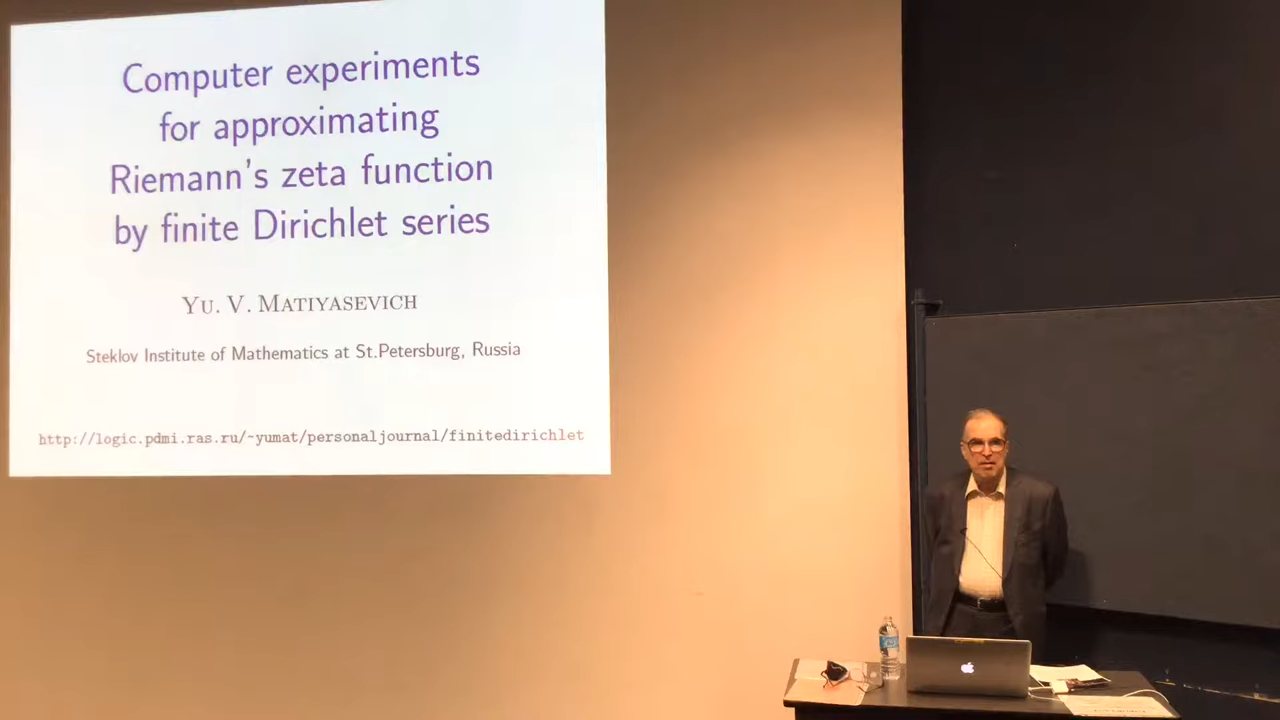 Computer experiments
for approximating
Riemann's zeta function
by finite Dirichlet series
Yu. V. Matiyasevich
Steklov Institute of Mathematics at St.Petersburg, Russia
http://logic.pdmi.ras.ru/~yumat/personaljournal/finitedirichlet